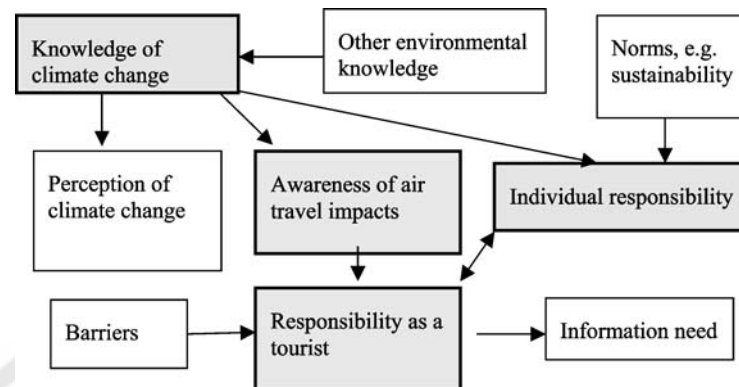 Knowledge of
climate change
Other environmental
knowledge
Norms, e.g.
sustainability
Perception of
climate change
Awareness of air
travel impacts
Individual responsibility
Barriers
Responsibility as a
tourist
Information need